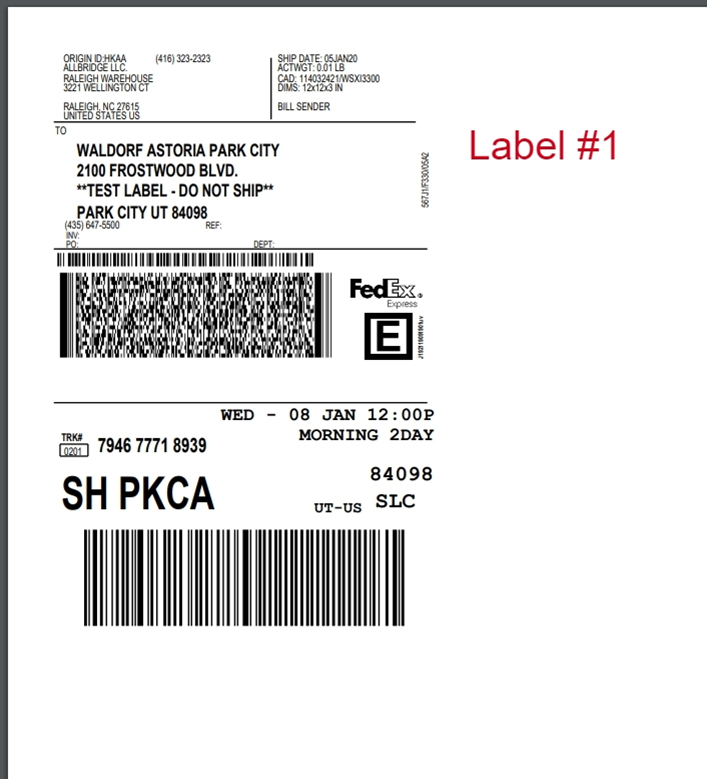 ORIGIN ID:HKAA (416) 323-2323
ALLBRIDGE LLC.
RALEIGH WAREHOUSE
3221 WELLINGTON CT
RALEIGH, NC 27615
UNITED STATES US
SHIP DATE: 05JAN20
ACTWGT: 0.01 LB
CAD: 114032421/WSXI3300
DIMS: 12x12x3 IN
BILL SENDER
TO
WALDORF ASTORIA PARK CITY
2100 FROSTWOOD BLVD.
**TEST LABEL - DO NOT SHIP**
PARK CITY UT 84098
(435) 647-5500 REF:
INV:
PO: DEPT:
567J1/F330/05A2
Label #1
FedEx®
Express
E
WED - 08 JAN 12:00P
MORNING 2DAY
TRK#
0201
7946 7771 8939
84098
SH PKCA
UT-US SLC